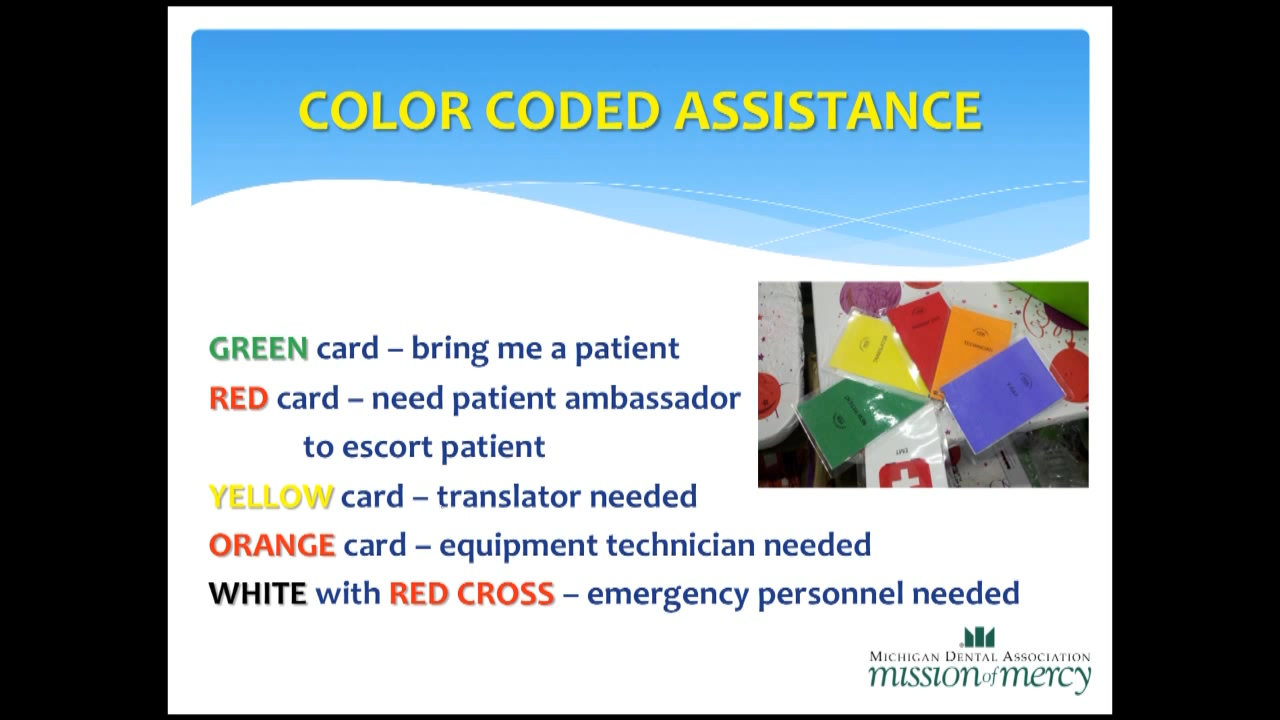 COLOR CODED ASSISTANCE
GREEN card – bring me a patient
RED card – need patient ambassador
to escort patient
YELLOW card – translator needed
ORANGE card – equipment technician needed
WHITE with RED CROSS – emergency personnel needed
TRANSLATOR
EMT
MICHIGAN DENTAL ASSOCIATION
mission of mercy